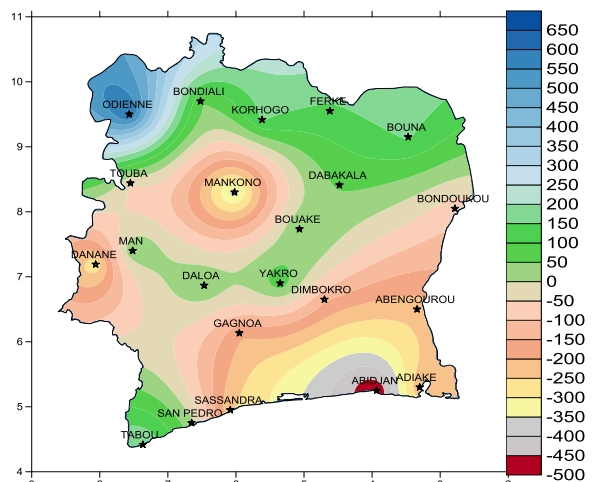 11
650
600
10
550
BONDIALI
500
ODIENNE
FERKE
450
KORHOGO
400
BOUNA
9
350
300
TOUBA
DABAKALA
250
MANKONO
200
BONDOUKOU
8
150
BOUAKE
100
MAN
50
DANANE
0
7
DALOA
YAKRO
-50
DIMBOKRO
ABENGOUROU
-100
GAGNOA
-150
6
-200
-250
ABIDJAN
ADIAKE
-300
SASSANDRA
5
-350
SAN PEDRO
-400
TABOU
-450
4
-500